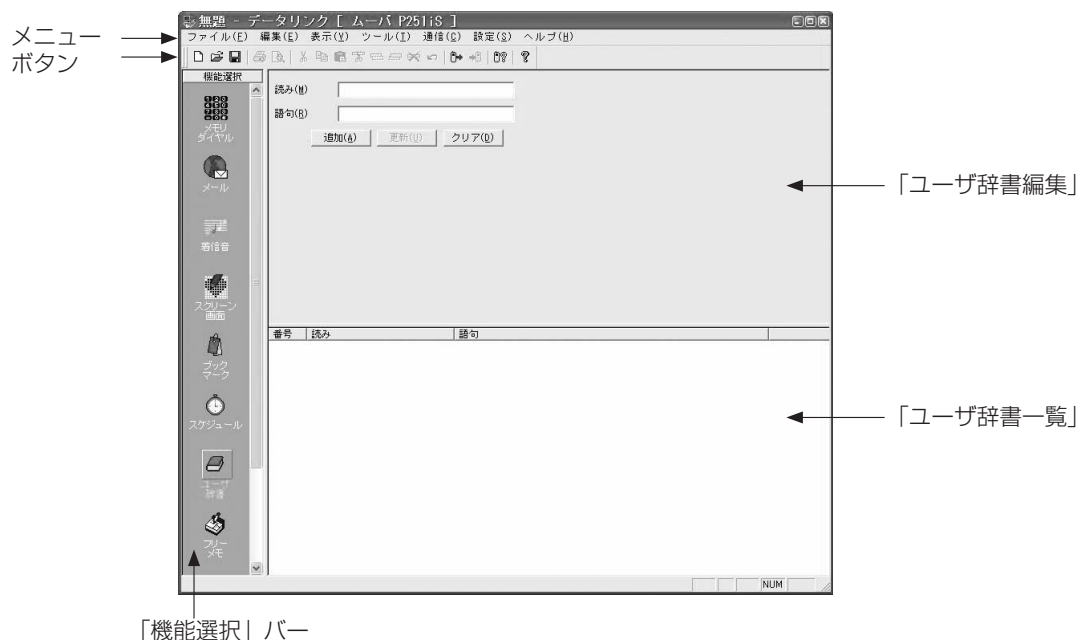 無題 - データリンク [ ムーバ P251iS ]
メニュー
ファイル(F) 編集(E) 表示(V) ツール(T) 通信(C) 設定(S) ヘルプ(H)
ボタン
機能選択
メモリ
ダイヤル
メール
着信音
スクリーン
画面
ブック
マーク
スケジュール
ユーザ
辞書
フリー
メモ
読み(M)
語句(R)
追加(A) 更新(U) クリア(D)
「ユーザ辞書編集」
番号 読み 語句
「ユーザ辞書一覧」
NUM
「機能選択」バー